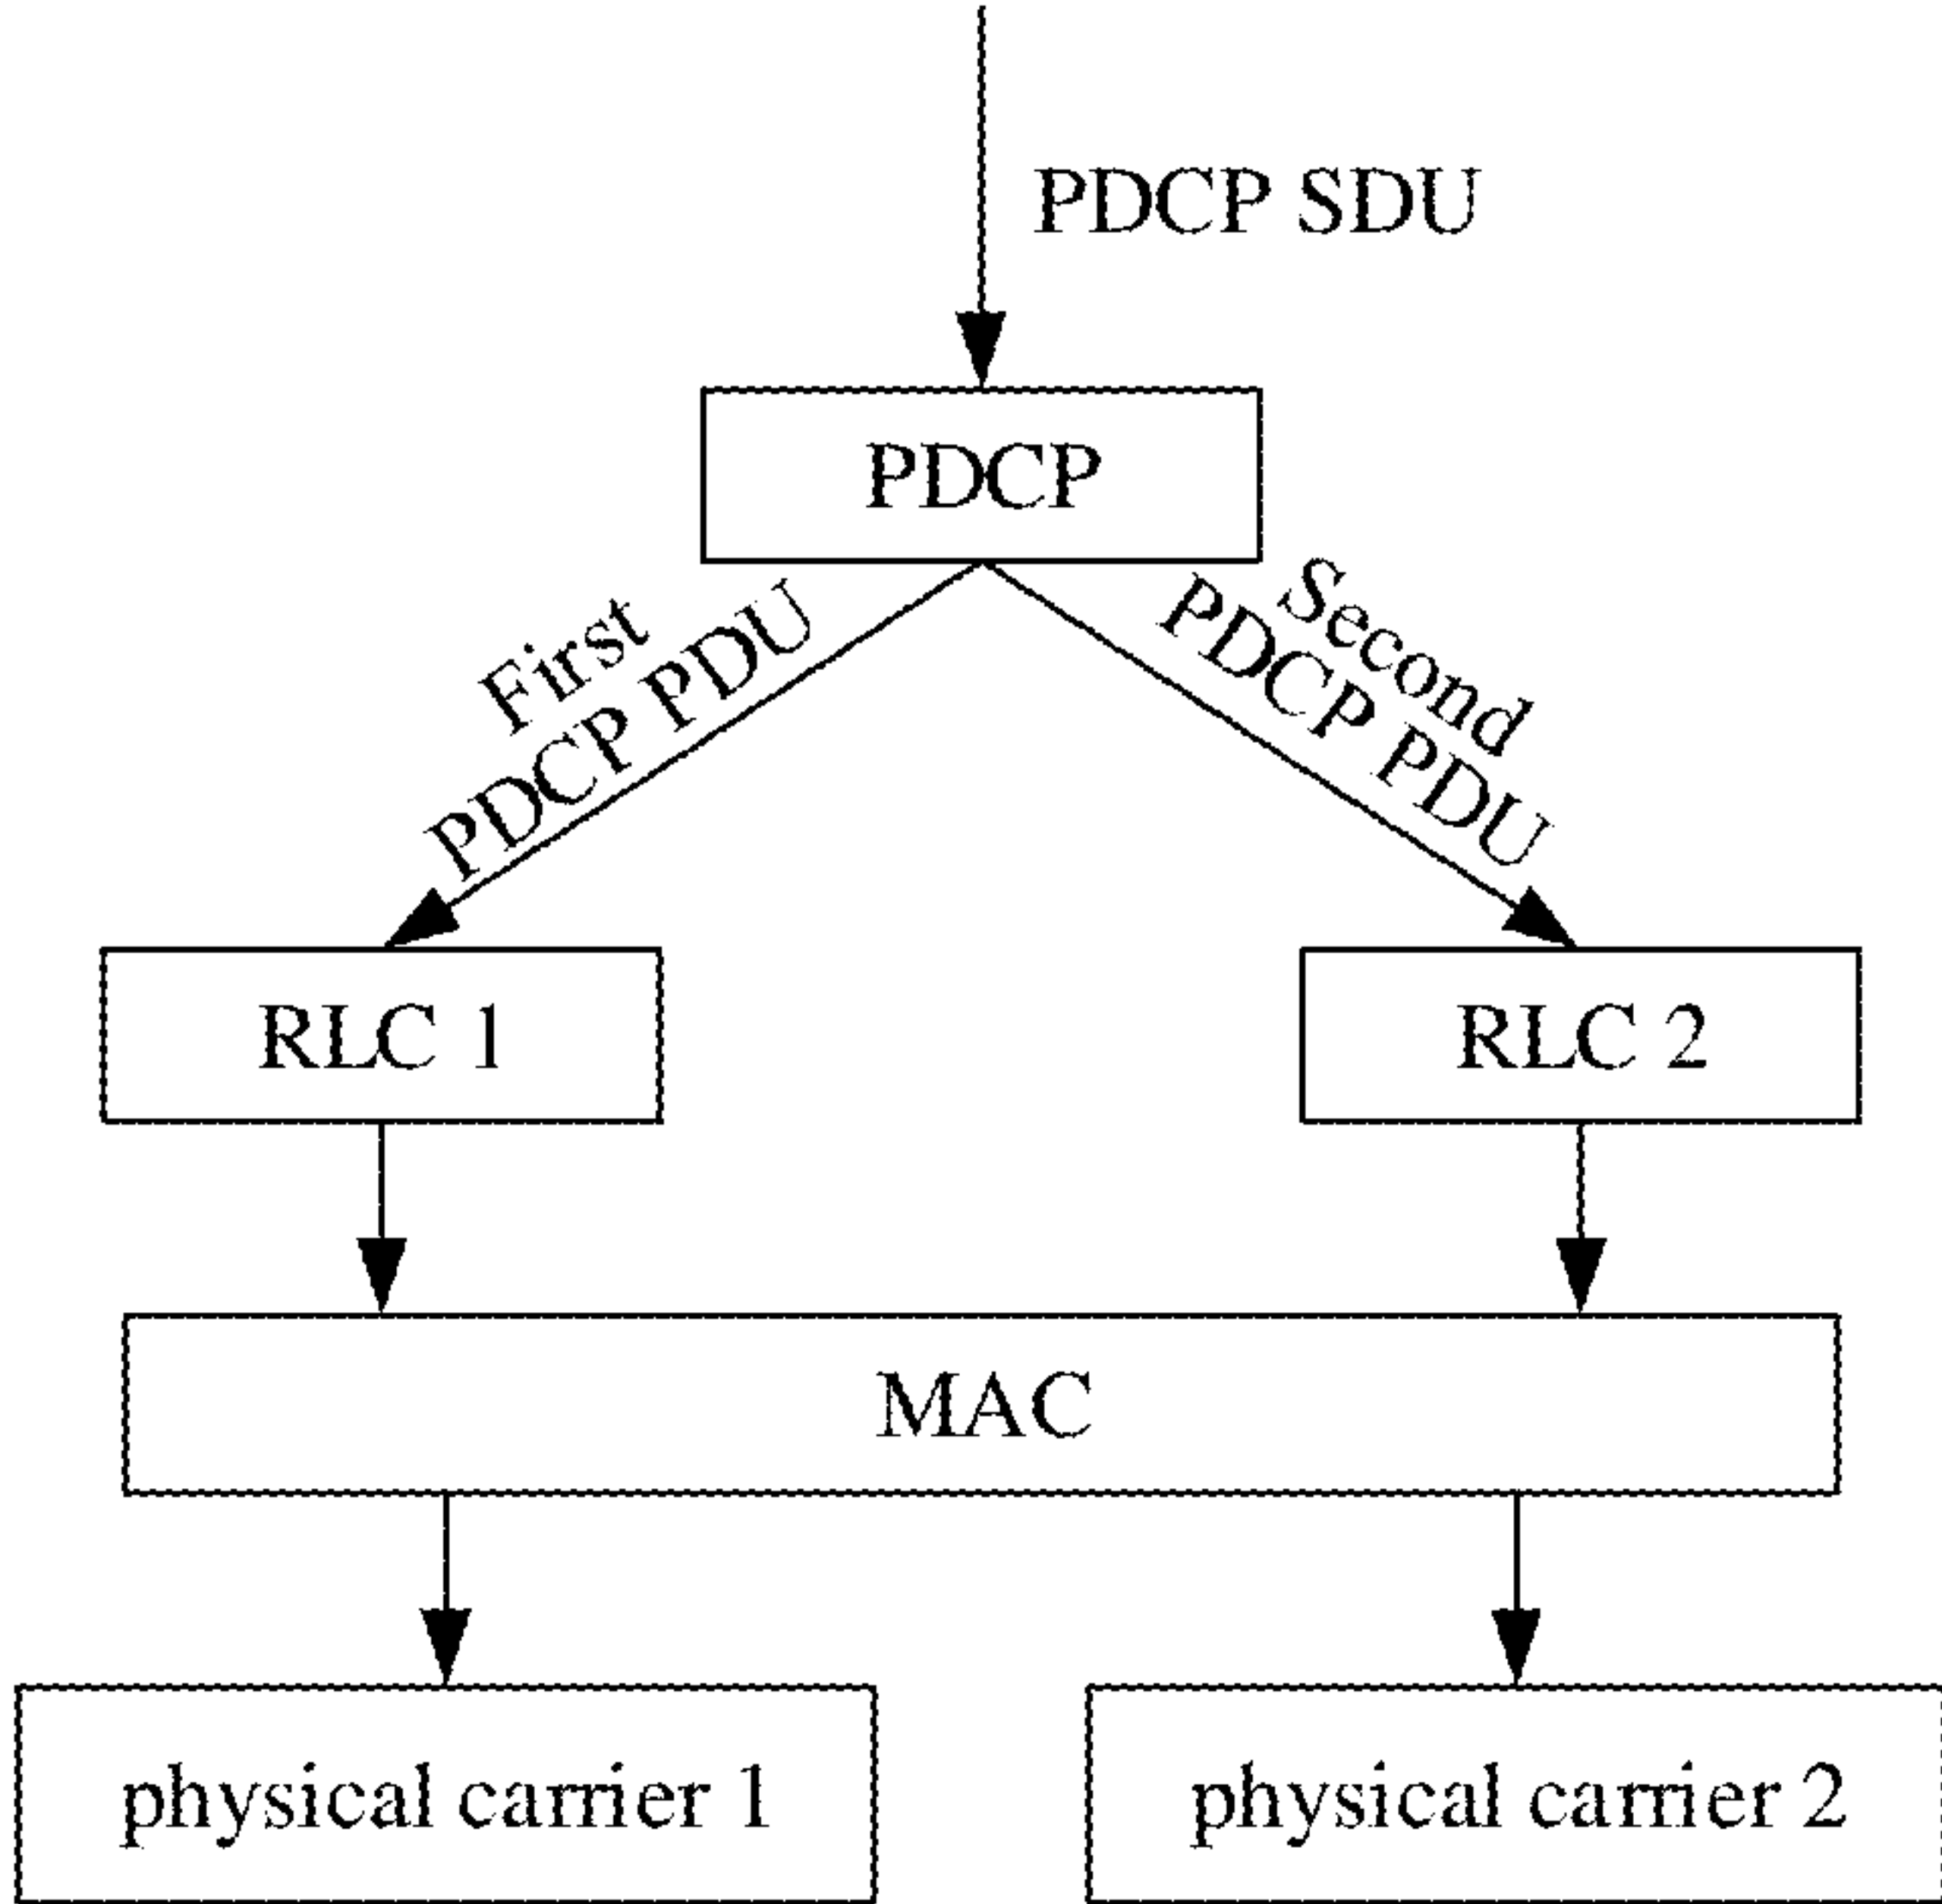 PDCP SDU
PDCP
First
PDCP PDU
Second
PDCP PDU
RLC 1
RLC 2
MAC
physical carrier 1
physical carrier 2